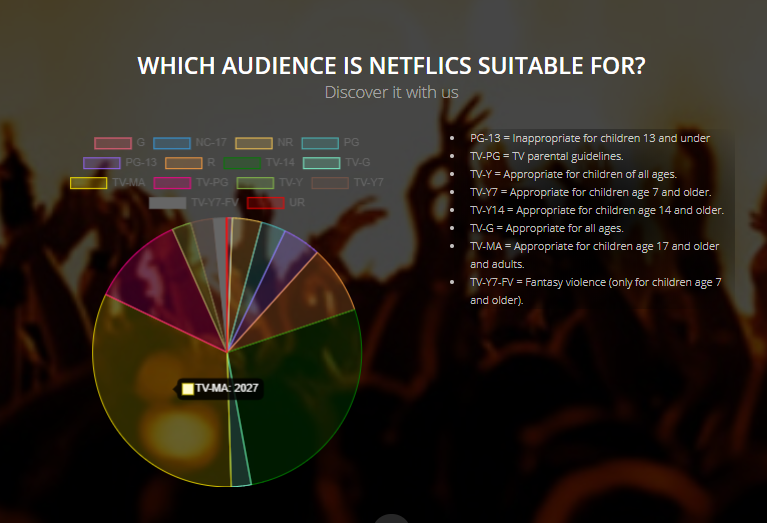 WHICH AUDIENCE IS NETFLICS SUITABLE FOR?
Discover it with us
G NC-17 NR PG
PG-13 R TV-14 TV-G
TV-MA TV-PG TV-Y TV-Y7
TV-Y7-FV UR
TV-MA: 2027
PG-13 = Inappropriate for children 13 and under
TV-PG = TV parental guidelines.
TV-Y = Appropriate for children of all ages.
TV-Y7 = Appropriate for children age 7 and older.
TV-Y14 = Appropriate for children age 14 and older.
TV-G = Appropriate for all ages.
TV-MA = Appropriate for children age 17 and older
and adults.
TV-Y7-FV = Fantasy violence (only for children age 7
and older).